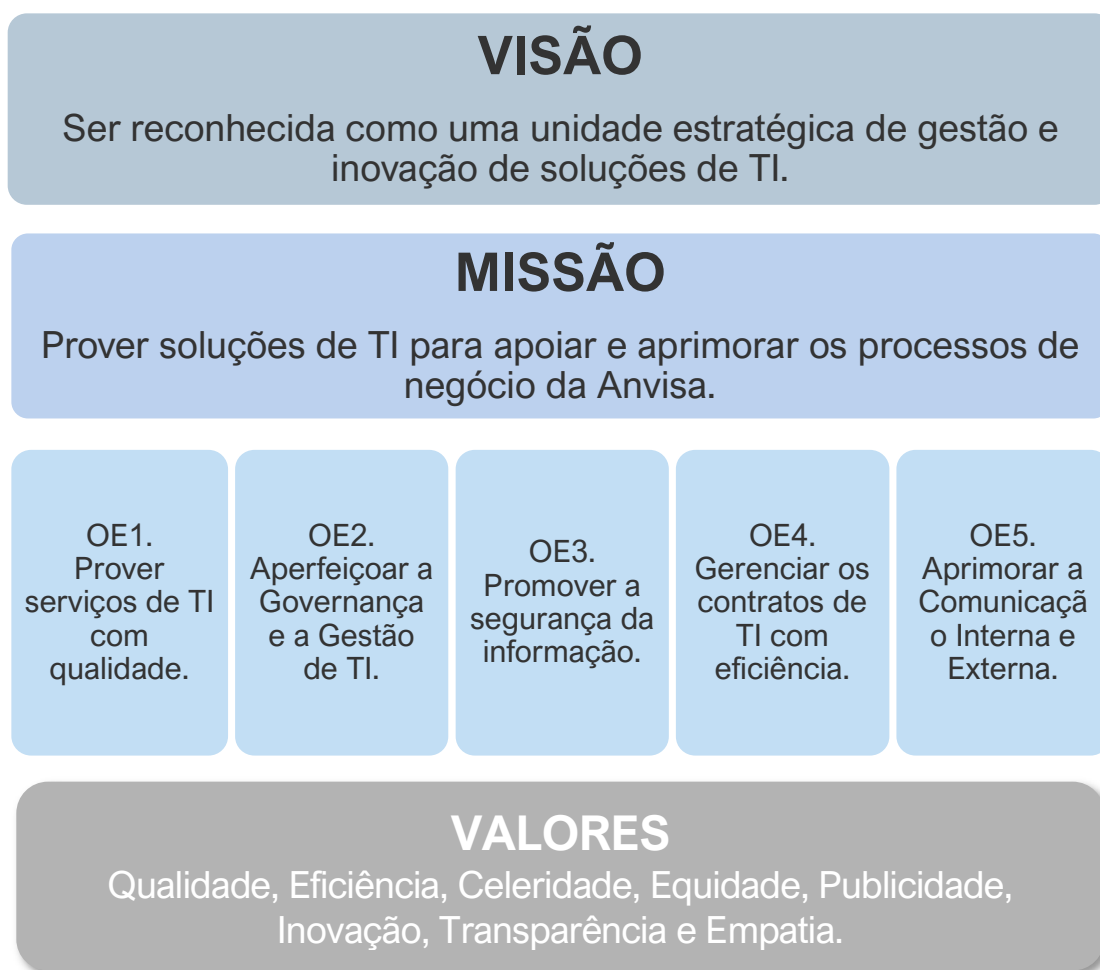 VISÃO
Ser reconhecida como uma unidade estratégica de gestão e
inovação de soluções de TI.
MISSÃO
Prover soluções de TI para apoiar e aprimorar os processos de
negócio da Anvisa.
OE1.
Prover
serviços de TI
com
qualidade.
OE2.
Aperfeiçoar a
Governança
e a Gestão
de TI.
OE3.
Promover a
segurança da
informação.
OE4.
Gerenciar os
contratos de
TI com
eficiência.
OE5.
Aprimorar a
Comunicaçã
o Interna e
Externa.
VALORES
Qualidade, Eficiência, Celeridade, Equidade, Publicidade,
Inovação, Transparência e Empatia.